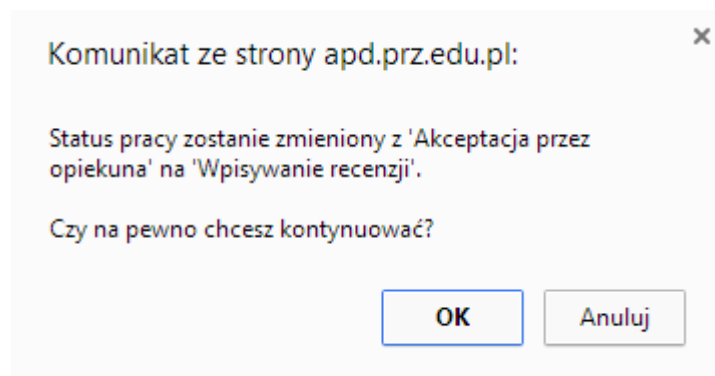 Komunikat ze strony apd.prz.edu.pl:
Status pracy zostanie zmieniony z 'Akceptacja przez
opiekuna' na 'Wpisywanie recenzji'.
Czy na pewno chcesz kontynuować?
OK
Anuluj